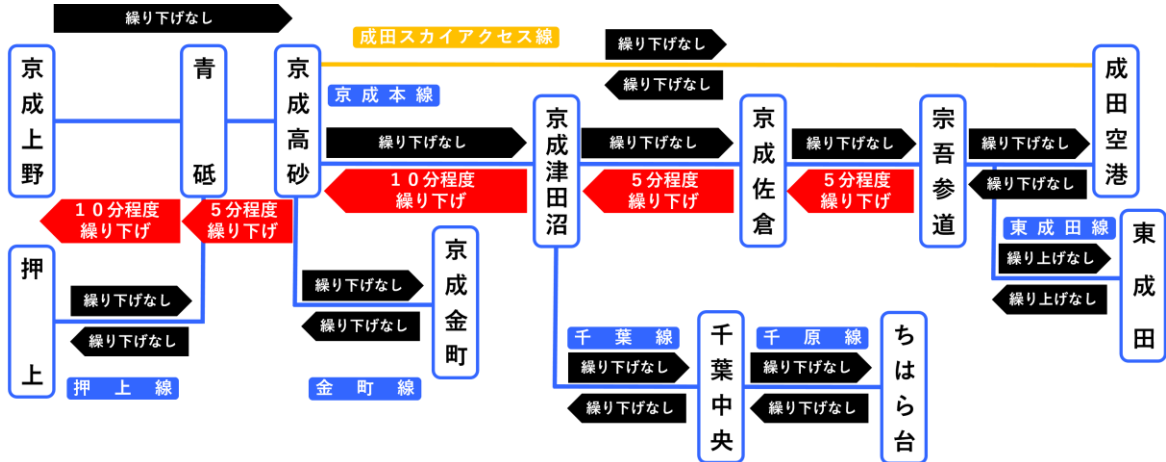 繰り下げなし
成田スカイアクセス線
繰り下げなし
繰り下げなし
京成上野
青砥
京成高砂
成田空港
京成本線
京成津田沼
京成佐倉
宗吾参道
繰り下げなし
繰り下げなし
繰り下げなし
繰り下げなし
１０分程度
繰り下げ
５分程度
繰り下げ
５分程度
繰り下げ
繰り下げなし
１０分程度
繰り下げ
５分程度
繰り下げ
東成田線
東成田
繰り上げなし
繰り上げなし
押上
京成金町
繰り下げなし
繰り下げなし
繰り下げなし
繰り下げなし
押上線
金町線
千葉線
千葉中央
千原線
ちはら台
繰り下げなし
繰り下げなし
繰り下げなし
繰り下げなし